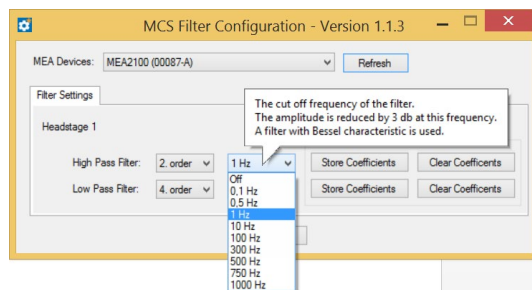 MCS Filter Configuration - Version 1.1.3
MEA Devices: MEA2100 (00087-A) Refresh
Filter Settings
The cut off frequency of the filter.
The amplitude is reduced by 3 db at this frequency.
A filter with Bessel characteristic is used.
Headstage 1
High Pass Filter: 2. order 1 Hz Store Coefficients Clear Coefficents
Low Pass Filter: 4. order Store Coefficients Clear Coefficents
Off
0,1 Hz
0.5 Hz
1 Hz
10 Hz
100 Hz
300 Hz
500 Hz
750 Hz
1000 Hz